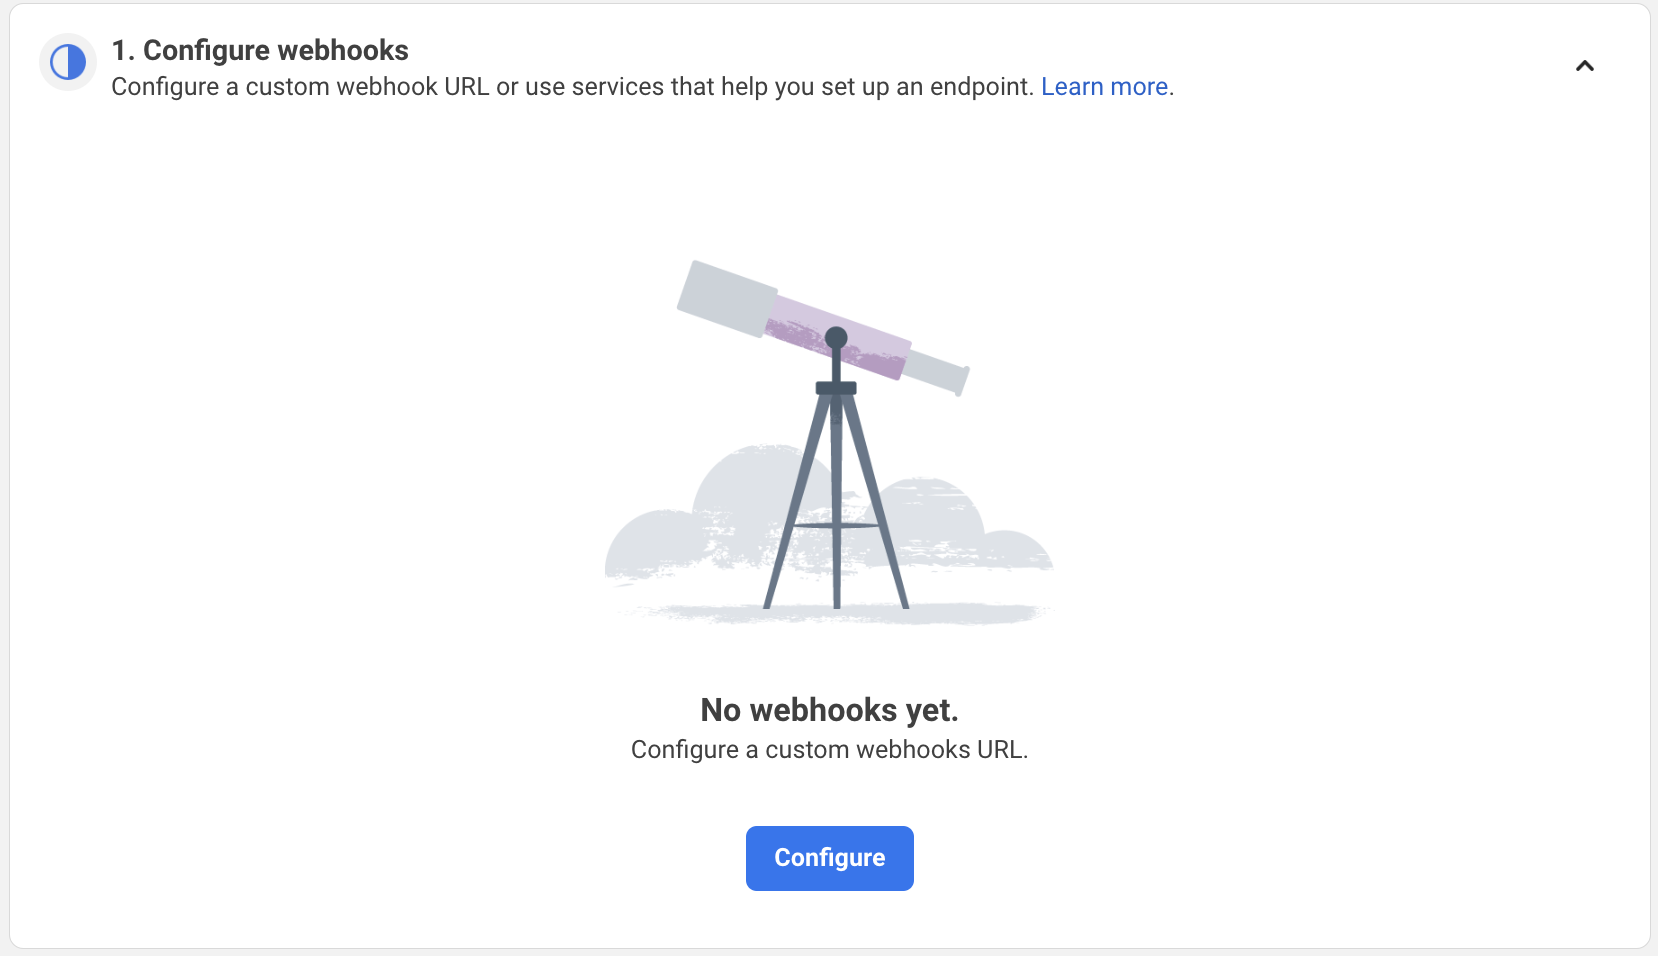 1. Configure webhooks
Configure a custom webhook URL or use services that help you set up an endpoint. Learn more.
No webhooks yet.
Configure a custom webhooks URL.
Configure